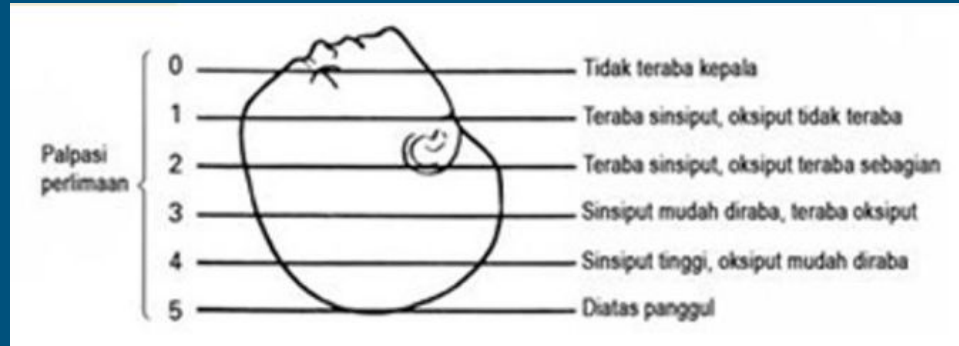 Palpasi
perlimaan
0 Tidak teraba kepala
1 Teraba sinsiput, oksiput tidak teraba
2 Teraba sinsiput, oksiput teraba sebagian
3 Sinsiput mudah diraba, teraba oksiput
4 Sinsiput tinggi, oksiput mudah diraba
5 Diatas panggul